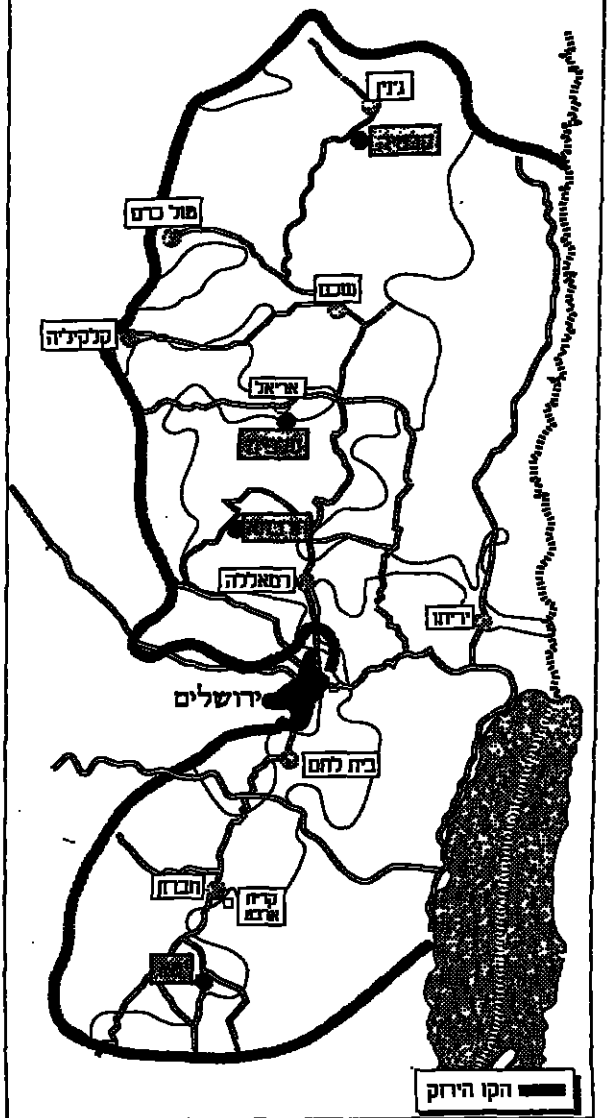 ג'נין
טול כרם
שכם
קלקיליה
אריאל
רמאללה
יריחו
ירושלים
בית לחם
חברון
קרית
ארבע
הקו הירוק